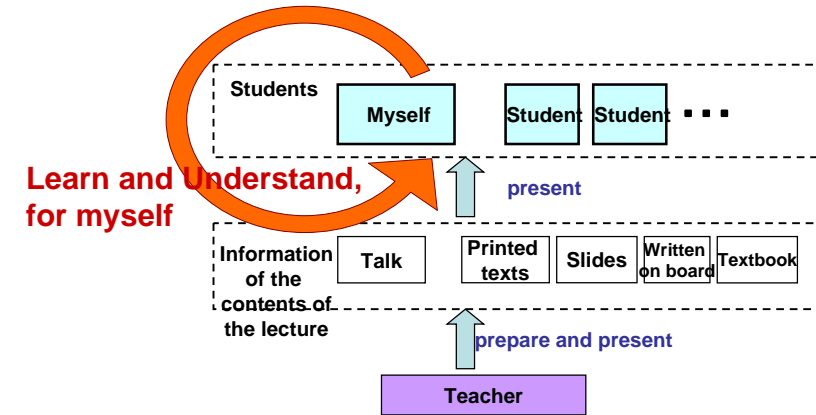 Students
Myself
Student
Student
...
Learn and Understand,
for myself
present
Information
of the
contents of
the lecture
Talk
Printed
texts
Slides
Written
on board
Textbook
prepare and present
Teacher